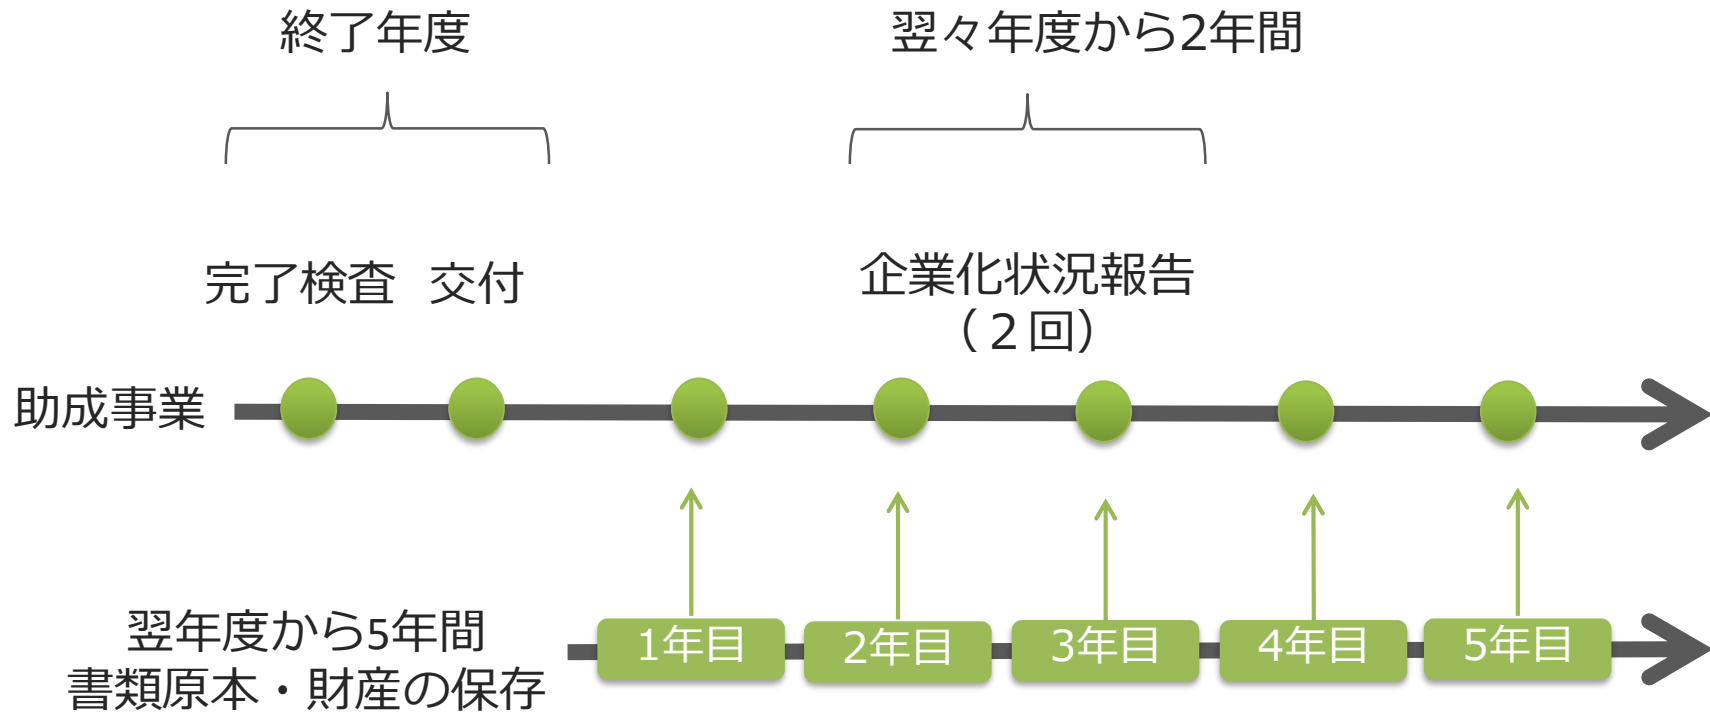 終了年度
翌々年度から2年間
完了検査　交付
企業化状況報告
（２回）
助成事業
翌年度から5年間
書類原本・財産の保存
1年目
2年目
3年目
4年目
5年目